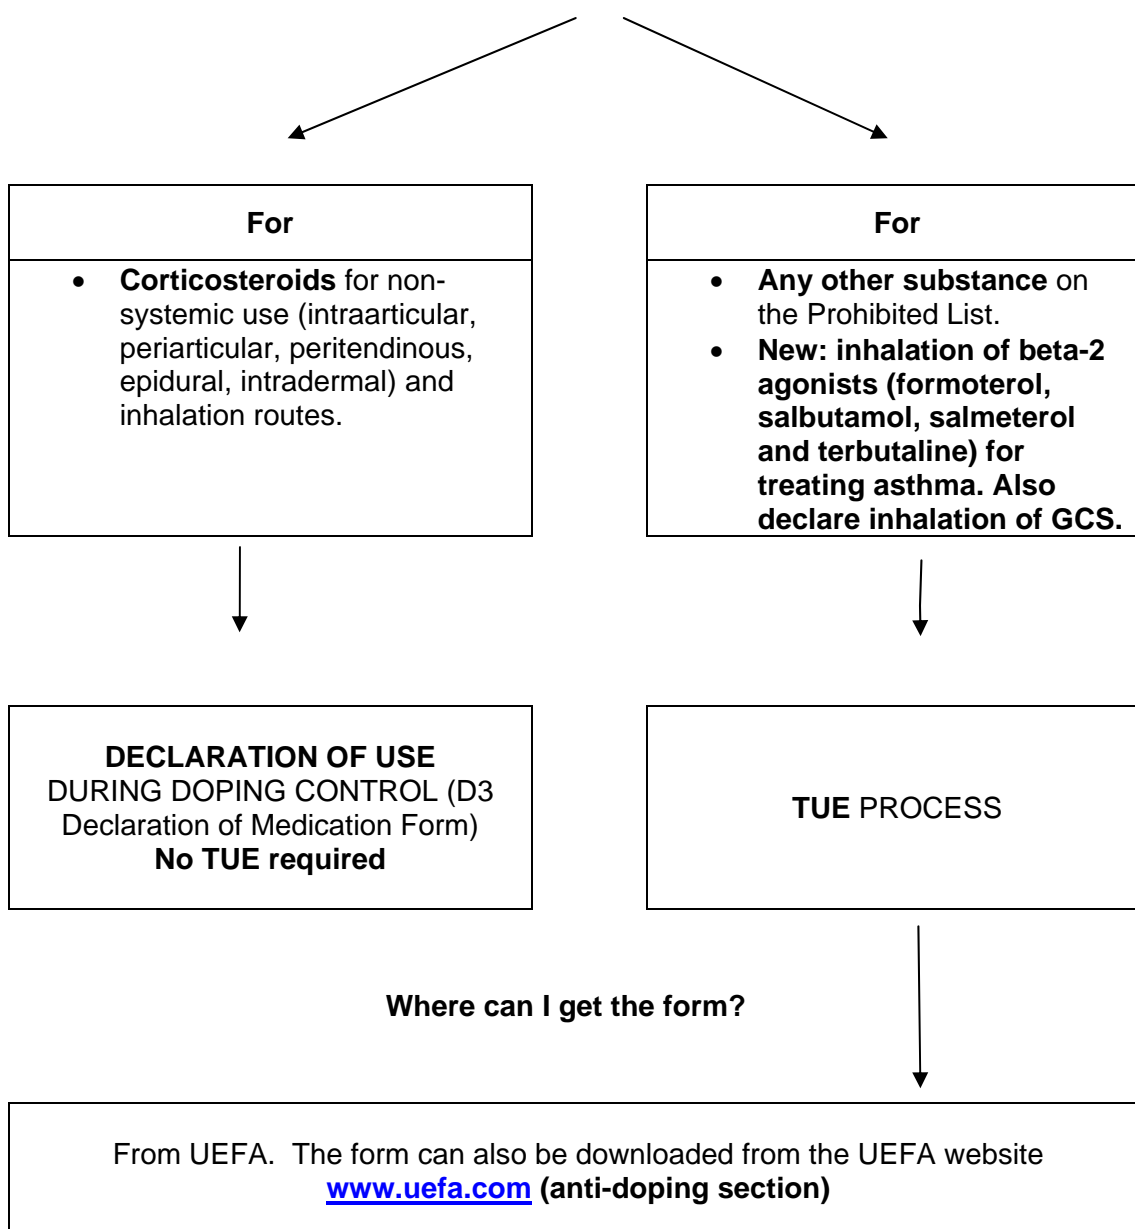 For
• Corticosteroids for non-
systemic use (intraarticular,
periarticular, peritendinous,
epidural, intradermal) and
inhalation routes.
For
• Any other substance on
the Prohibited List.
• New: inhalation of beta-2
agonists (formoterol,
salbutamol, salmeterol
and terbutaline) for
treating asthma. Also
declare inhalation of GCS.
DECLARATION OF USE
DURING DOPING CONTROL (D3
Declaration of Medication Form)
No TUE required
TUE PROCESS
Where can I get the form?
From UEFA. The form can also be downloaded from the UEFA website
www.uefa.com (anti-doping section)